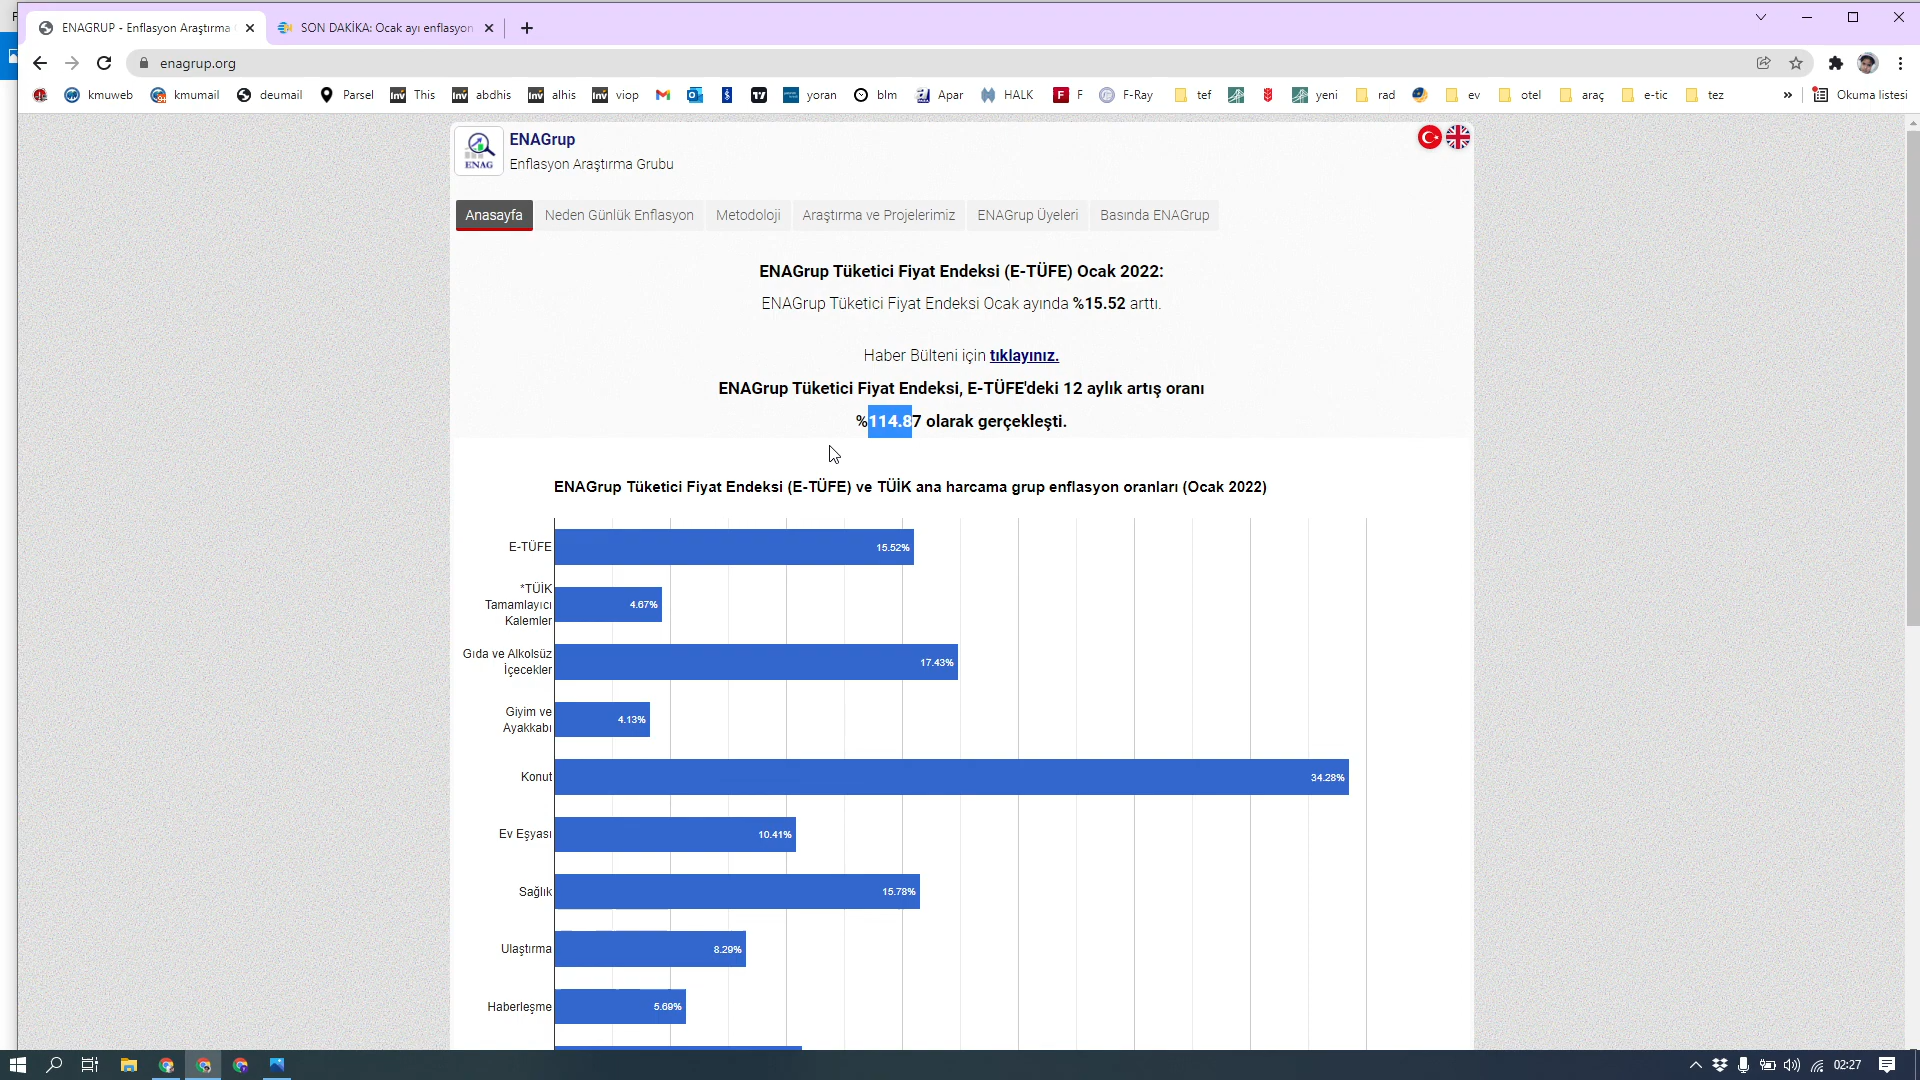 ENAGRUP - Enflasyon Araştırma
SON DAKİKA: Ocak ayı enflasyon
enagrup.org
kmuweb
kmumail
deumail
Parsel
Inv This
Inv abdhis
Inv alhis
Inv viop
yoran
blm
Apar
HALK
F F
F-Ray
tef
yeni
rad
ev
otel
araç
e-tic
tez
»
Okuma listesi
ENAG
ENAGrup
Enflasyon Araştırma Grubu
Anasayfa
Neden Günlük Enflasyon
Metodoloji
Araştırma ve Projelerimiz
ENAGrup Üyeleri
Basında ENAGrup
ENAGrup Tüketici Fiyat Endeksi (E-TÜFE) Ocak 2022:
ENAGrup Tüketici Fiyat Endeksi Ocak ayında %15.52 arttı.
Haber Bülteni için tıklayınız.
ENAGrup Tüketici Fiyat Endeksi, E-TÜFE'deki 12 aylık artış oranı
%114.87 olarak gerçekleşti.
ENAGrup Tüketici Fiyat Endeksi (E-TÜFE) ve TÜİK ana harcama grup enflasyon oranları (Ocak 2022)
E-TÜFE
15.52%
*TÜİK
Tamamlayıcı
Kalemler
4.67%
Gıda ve Alkolsüz
İçecekler
17.43%
Giyim ve
Ayakkabı
4.13%
Konut
34.28%
Ev Eşyası
10.41%
Sağlık
15.78%
Ulaştırma
8.29%
Haberleşme
5.69%
02:27